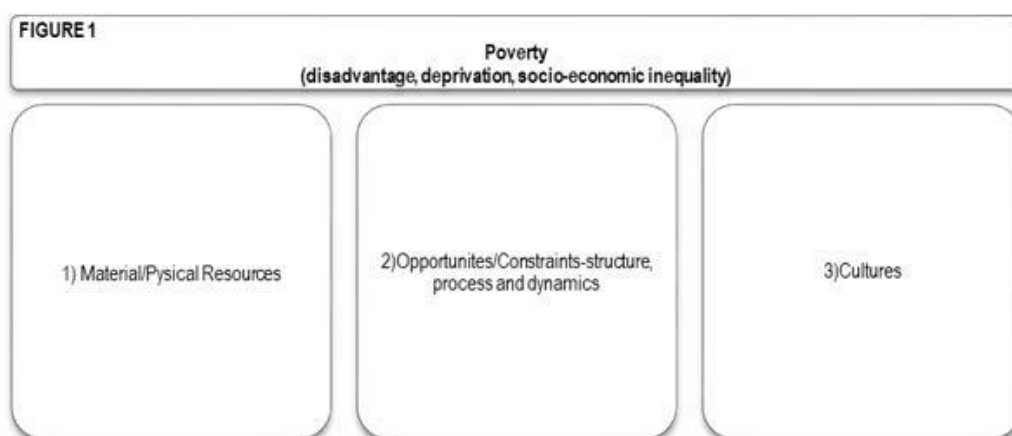 FIGURE 1
Poverty
(disadvantage, deprivation, socio-economic inequality)
1) Material/Pysical Resources
2)Opportunites/Constraints-structure,
process and dynamics
3)Cultures